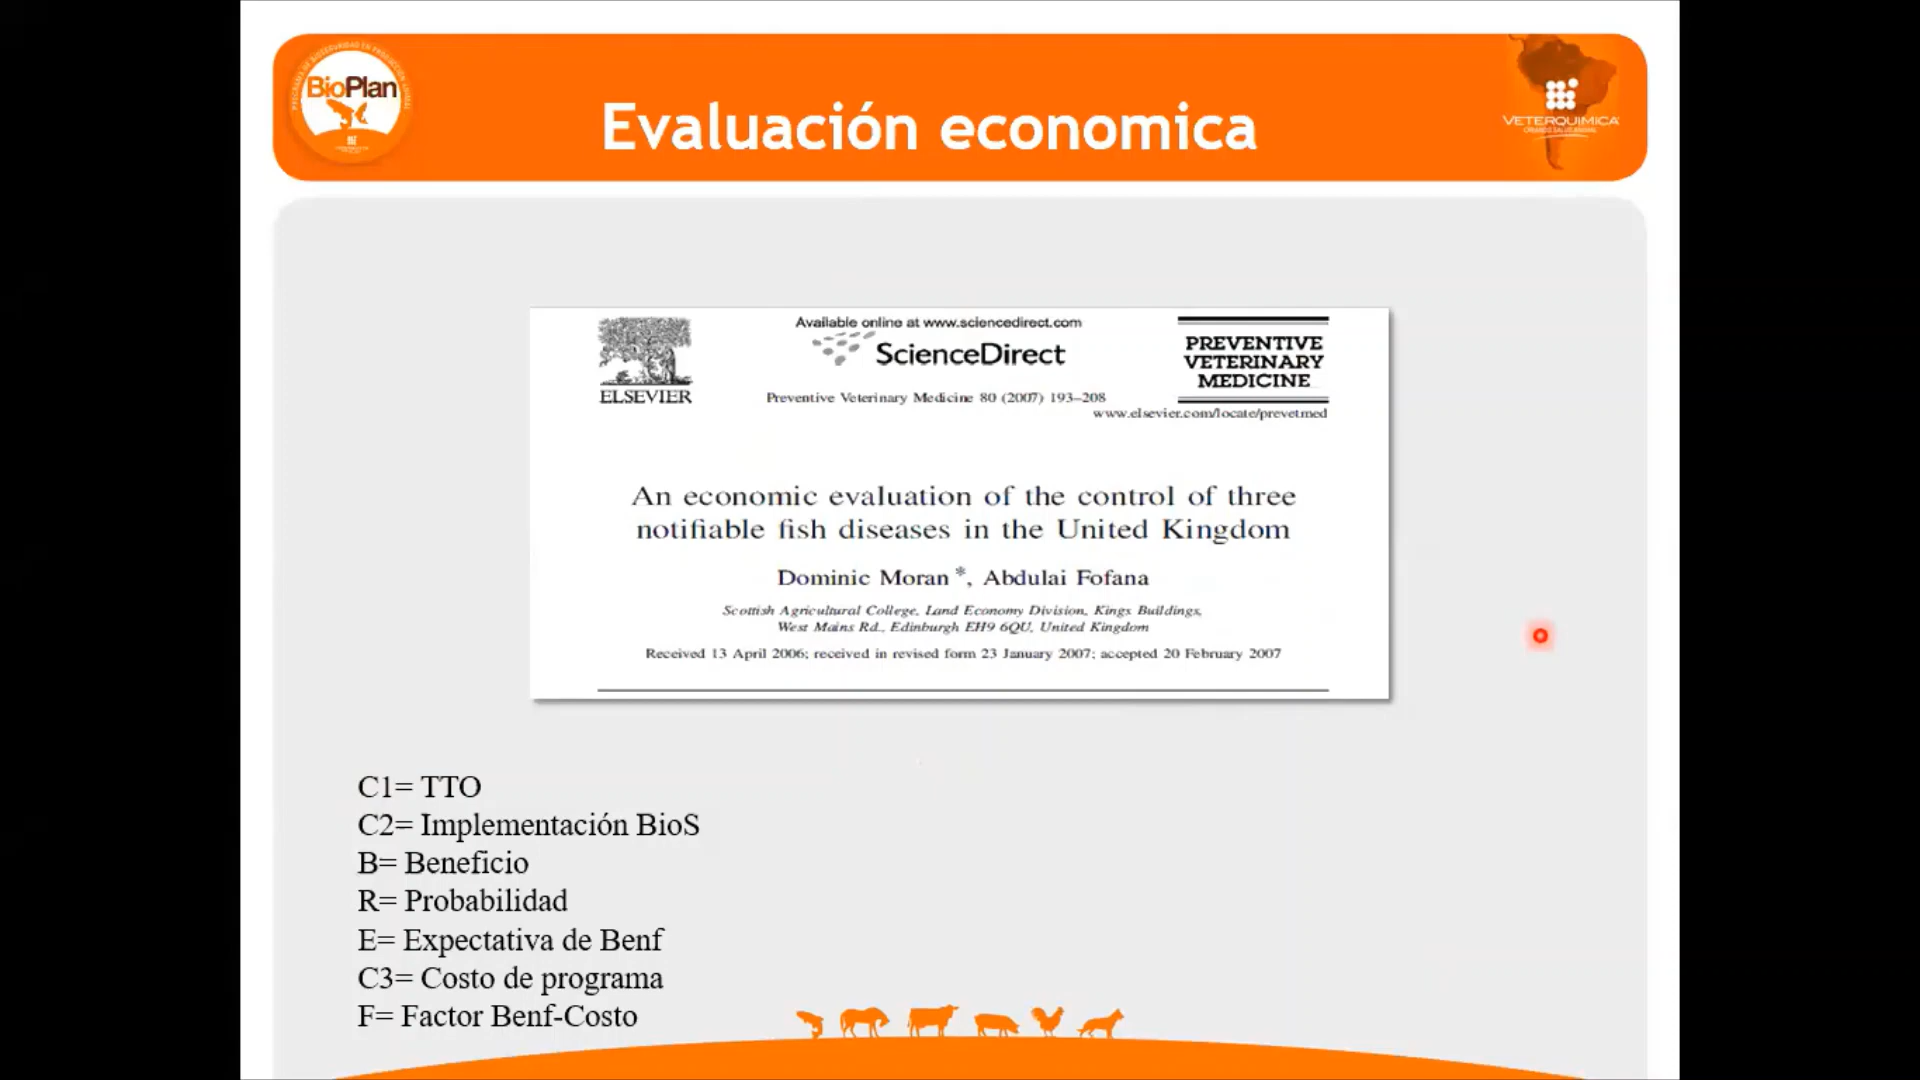 BioPlan
Evaluación economica
VETERQUIMICA
Available online at www.sciencedirect.com
ScienceDirect
ELSEVIER
PREVENTIVE
VETERINARY
MEDICINE
Preventive Veterinary Medicine 80 (2007) 193–208
www.elsevier.com/locate/prevetmed
An economic evaluation of the control of three
notifiable fish diseases in the United Kingdom
Dominic Moran *, Abdulai Fofana
Scottish Agricultural College, Land Economy Division, Kings Buildings,
West Mains Rd., Edinburgh EH9 6QU, United Kingdom
Received 13 April 2006; received in revised form 23 January 2007; accepted 20 February 2007
C1= TTO
C2= Implementación BioS
B= Beneficio
R= Probabilidad
E= Expectativa de Benf
C3= Costo de programa
F= Factor Benf-Costo